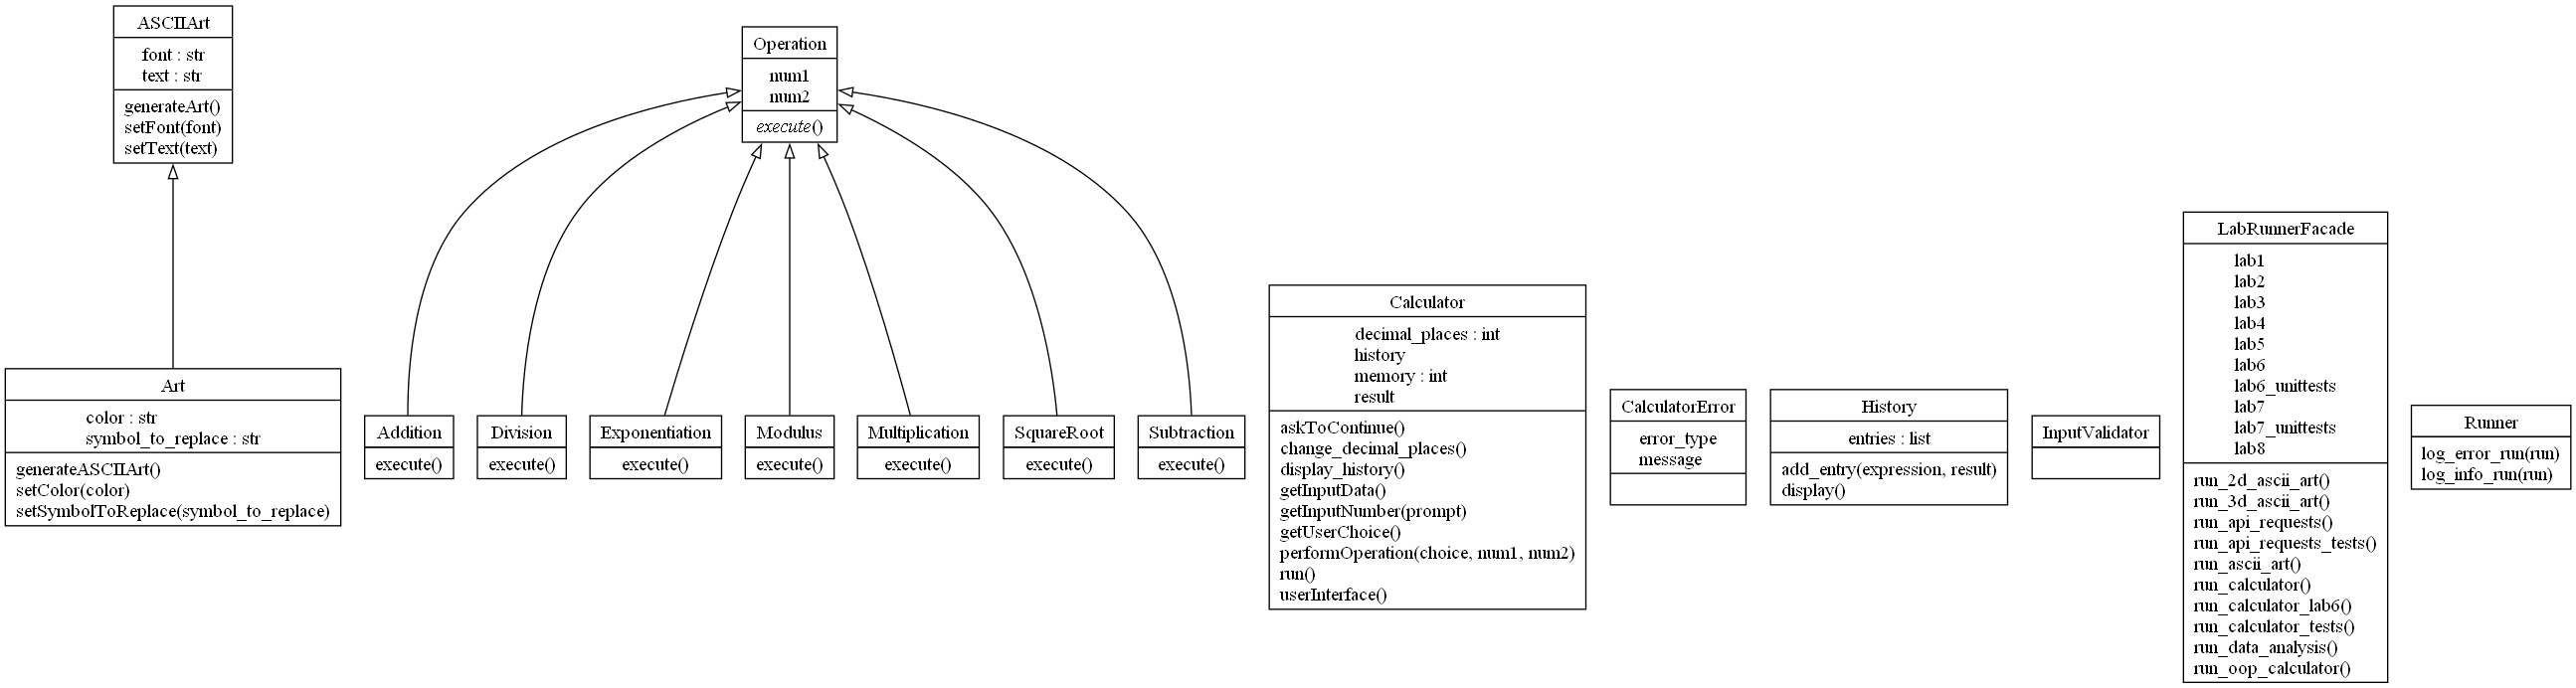 ASCIIArt
font : str
text : str
generateArt()
setFont(font)
setText(text)
Art
color : str
symbol_to_replace : str
generateASCIIArt()
setColor(color)
setSymbolToReplace(symbol_to_replace)
Operation
num1
num2
execute()
Addition
execute()
Division
execute()
Exponentiation
execute()
Modulus
execute()
Multiplication
execute()
SquareRoot
execute()
Subtraction
execute()
Calculator
decimal_places : int
history
memory : int
result
askToContinue()
change_decimal_places()
display_history()
getInputData()
getInputNumber(prompt)
getUserChoice()
performOperation(choice, num1, num2)
run()
userInterface()
CalculatorError
error_type
message
History
entries : list
add_entry(expression, result)
display()
InputValidator
LabRunnerFacade
lab1
lab2
lab3
lab4
lab5
lab6
lab6_unittests
lab7
lab7_unittests
lab8
run_2d_ascii_art()
run_3d_ascii_art()
run_api_requests()
run_api_requests_tests()
run_ascii_art()
run_calculator()
run_calculator_lab6()
run_calculator_tests()
run_data_analysis()
run_oop_calculator()
Runner
log_error_run(run)
log_info_run(run)